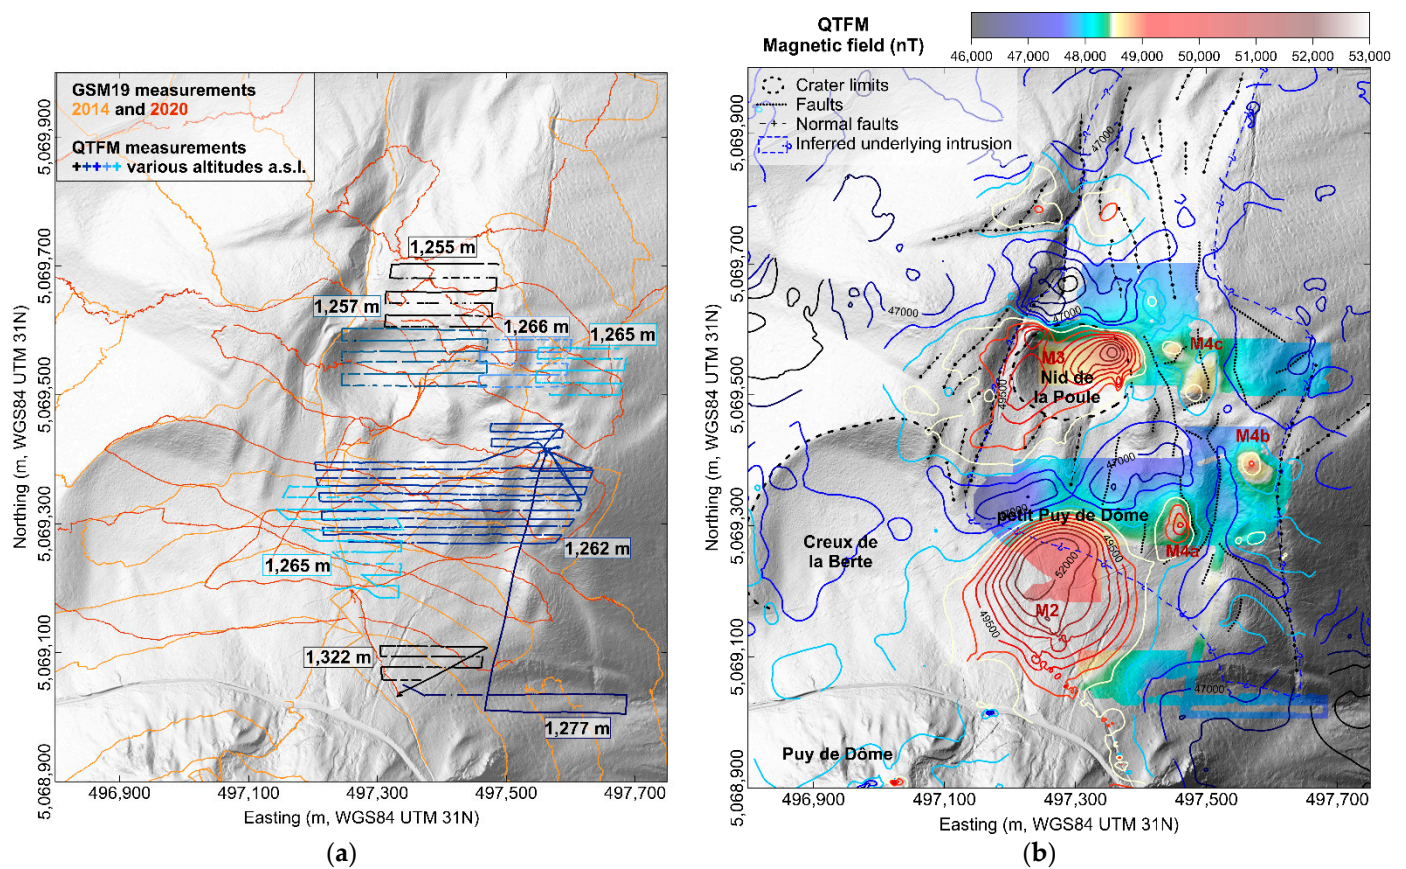 GSM19 measurements
2014 and 2020
QTFM measurements
+++++ various altitudes a.s.l.
1,255 m
1,257 m
1,266 m
1,265 m
1,262 m
1,265 m
1,322 m
1,277 m
5,069,900
5,069,700
5,069,500
5,069,300
5,069,100
5,068,900
Northing (m, WGS84 UTM 31N)
496,900
497,100
497,300
497,500
497,700
Easting (m, WGS84 UTM 31N)
(a)
QTFM
Magnetic field (nT)
46,000
47,000
48,000
49,000
50,000
51,000
52,000
53,000
Crater limits
Faults
Normal faults
Inferred underlying intrusion
47000
47000
47000
M3
M4c
Nid de
la Poule
49500
M4b
47000
petit Puy de Dôme
M4a
49500
52000
Creux de
la Berte
M2
49500
47000
Puy de Dôme
5,069,900
5,069,700
5,069,500
5,069,300
5,069,100
5,068,900
Northing (m, WGS84 UTM 31N)
496,900
497,100
497,300
497,500
497,700
Easting (m, WGS84 UTM 31N)
(b)